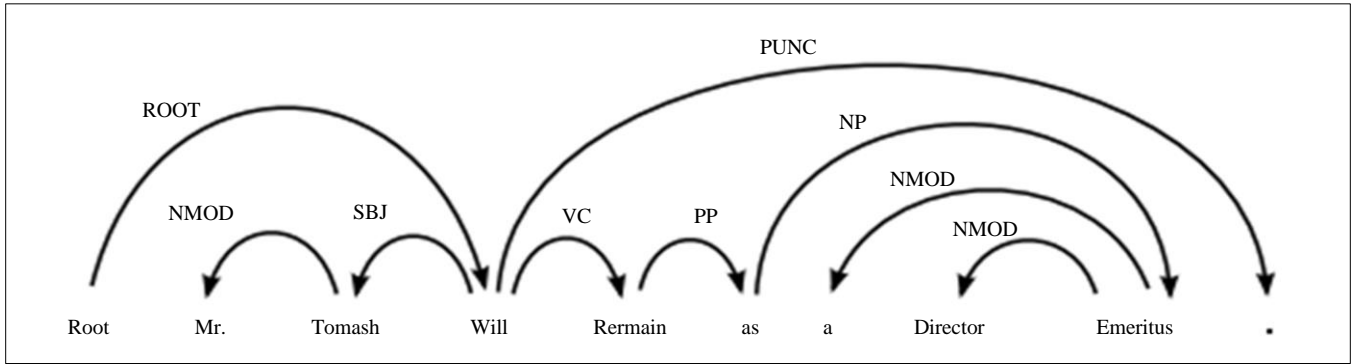 PUNC
ROOT
NP
NMOD
NMOD SBJ VC PP
NMOD
Root Mr. Tomash Will Rermain as a Director Emeritus .